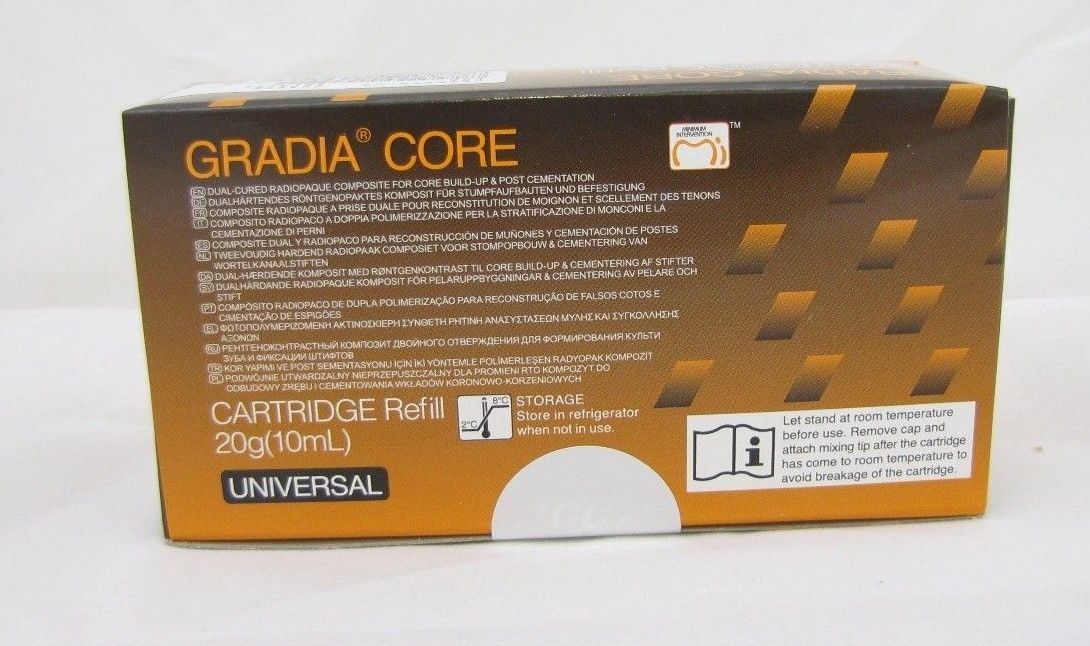 GRADIA® CORE
MINIMUM
INTERVENTION
Mi
TM
EN DUAL-CURED RADIOPAQUE COMPOSITE FOR CORE BUILD-UP & POST CEMENTATION
DE DUALHÄRTENDES RÖNTGENOPAKTES KOMPOSIT FÜR STUMPFAUFBAUTEN UND BEFESTIGUNG
FR COMPOSITE RADIOPAQUE A PRISE DUALE POUR RECONSTITUTION DE MOIGNON ET SCELLEMENT DES TENONS
IT COMPOSITO RADIOPACO A DOPPIA POLIMERIZZAZIONE PER LA STRATIFICAZIONE DI MONCONI E LA
CEMENTAZIONE DI PERNI
ES COMPOSITE DUAL Y RADIOPACO PARA RECONSTRUCCIÓN DE MUÑONES Y CEMENTACIÓN DE POSTES
NL TWEEVOUDIG HARDEND RADIOPAAK COMPOSIET VOOR STOMPOPBOUW & CEMENTERING VAN
WORTELKANAALSTIFTEN
DA DUAL-HÆRDENDE KOMPOSIT MED RØNTGENKONTRAST TIL CORE BUILD-UP & CEMENTERING AF STIFTER
SV DUALHÄRDANDE RADIOPAQUE KOMPOSIT FÖR PELARUPPBYGGNINGAR & CEMENTERING AV PELARE OCH
STIFT
PT COMPÓSITO RADIOPACO DE DUPLA POLIMERIZAÇÃO PARA RECONSTRUÇÃO DE FALSOS COTOS E
CIMENTAÇÃO DE ESPIGÕES
EL ΦΩΤΟΠΟΛΥΜΕΡΙΖΟΜΕΝΗ ΑΚΤΙΝΟΣΚΙΕΡΗ ΣΥΝΘΕΤΗ ΡΗΤΙΝΗ ΑΝΑΣΥΣΤΑΣΕΩΝ ΜΥΛΗΣ ΚΑΙ ΣΥΓΚΟΛΛΗΣΗΣ
ΑΞΟΝΩΝ
RU РЕНТГЕНОКОНТРАСТНЫЙ КОМПОЗИТ ДВОЙНОГО ОТВЕРЖДЕНИЯ ДЛЯ ФОРМИРОВАНИЯ КУЛЬТИ
ЗУБА И ФИКСАЦИИ ШТИФТОВ
TR KOR YAPIMI VE POST SEMENTASYONU İÇİN İKİ YÖNTEMLE POLİMERLEŞEN RADYOPAK KOMPOZİT
PL PODWÓJNIE UTWARDZALNY NIEPRZEPUSZCZALNY DLA PROMIENI RTG KOMPOZYT DO
ODBUDOWY ZRĘBU I CEMENTOWANIA WKŁADÓW KORONOWO-KORZENIOWYCH
CARTRIDGE Refill
20g(10mL)
UNIVERSAL
2°C
8°C
STORAGE
Store in refrigerator
when not in use.
Let stand at room temperature
before use. Remove cap and
attach mixing tip after the cartridge
has come to room temperature to
avoid breakage of the cartridge.